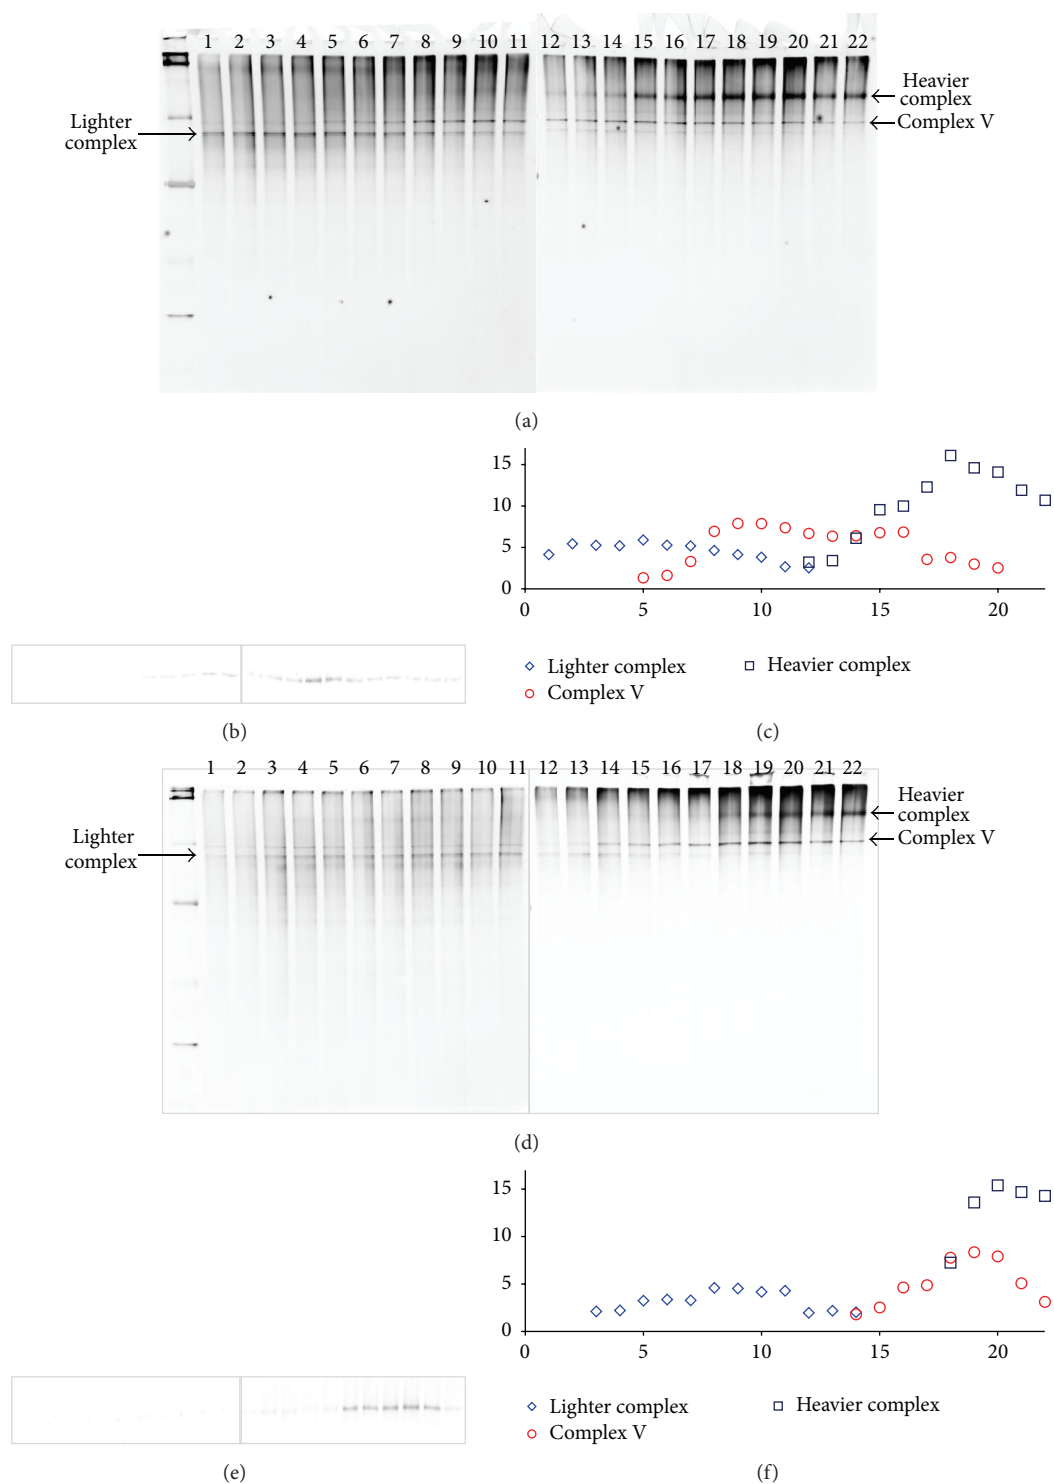 1 2 3 4 5 6 7 8 9 10 11 12 13 14 15 16 17 18 19 20 21 22
Heavier
complex
Lighter
complex
Complex V
(a)
15
10
5
0
0 5 10 15 20
Lighter complex Heavier complex
Complex V
(b) (c)
1 2 3 4 5 6 7 8 9 10 11 12 13 14 15 16 17 18 19 20 21 22
Heavier
complex
Lighter
complex
Complex V
(d)
15
10
5
0
0 5 10 15 20
Lighter complex Heavier complex
Complex V
(e) (f)